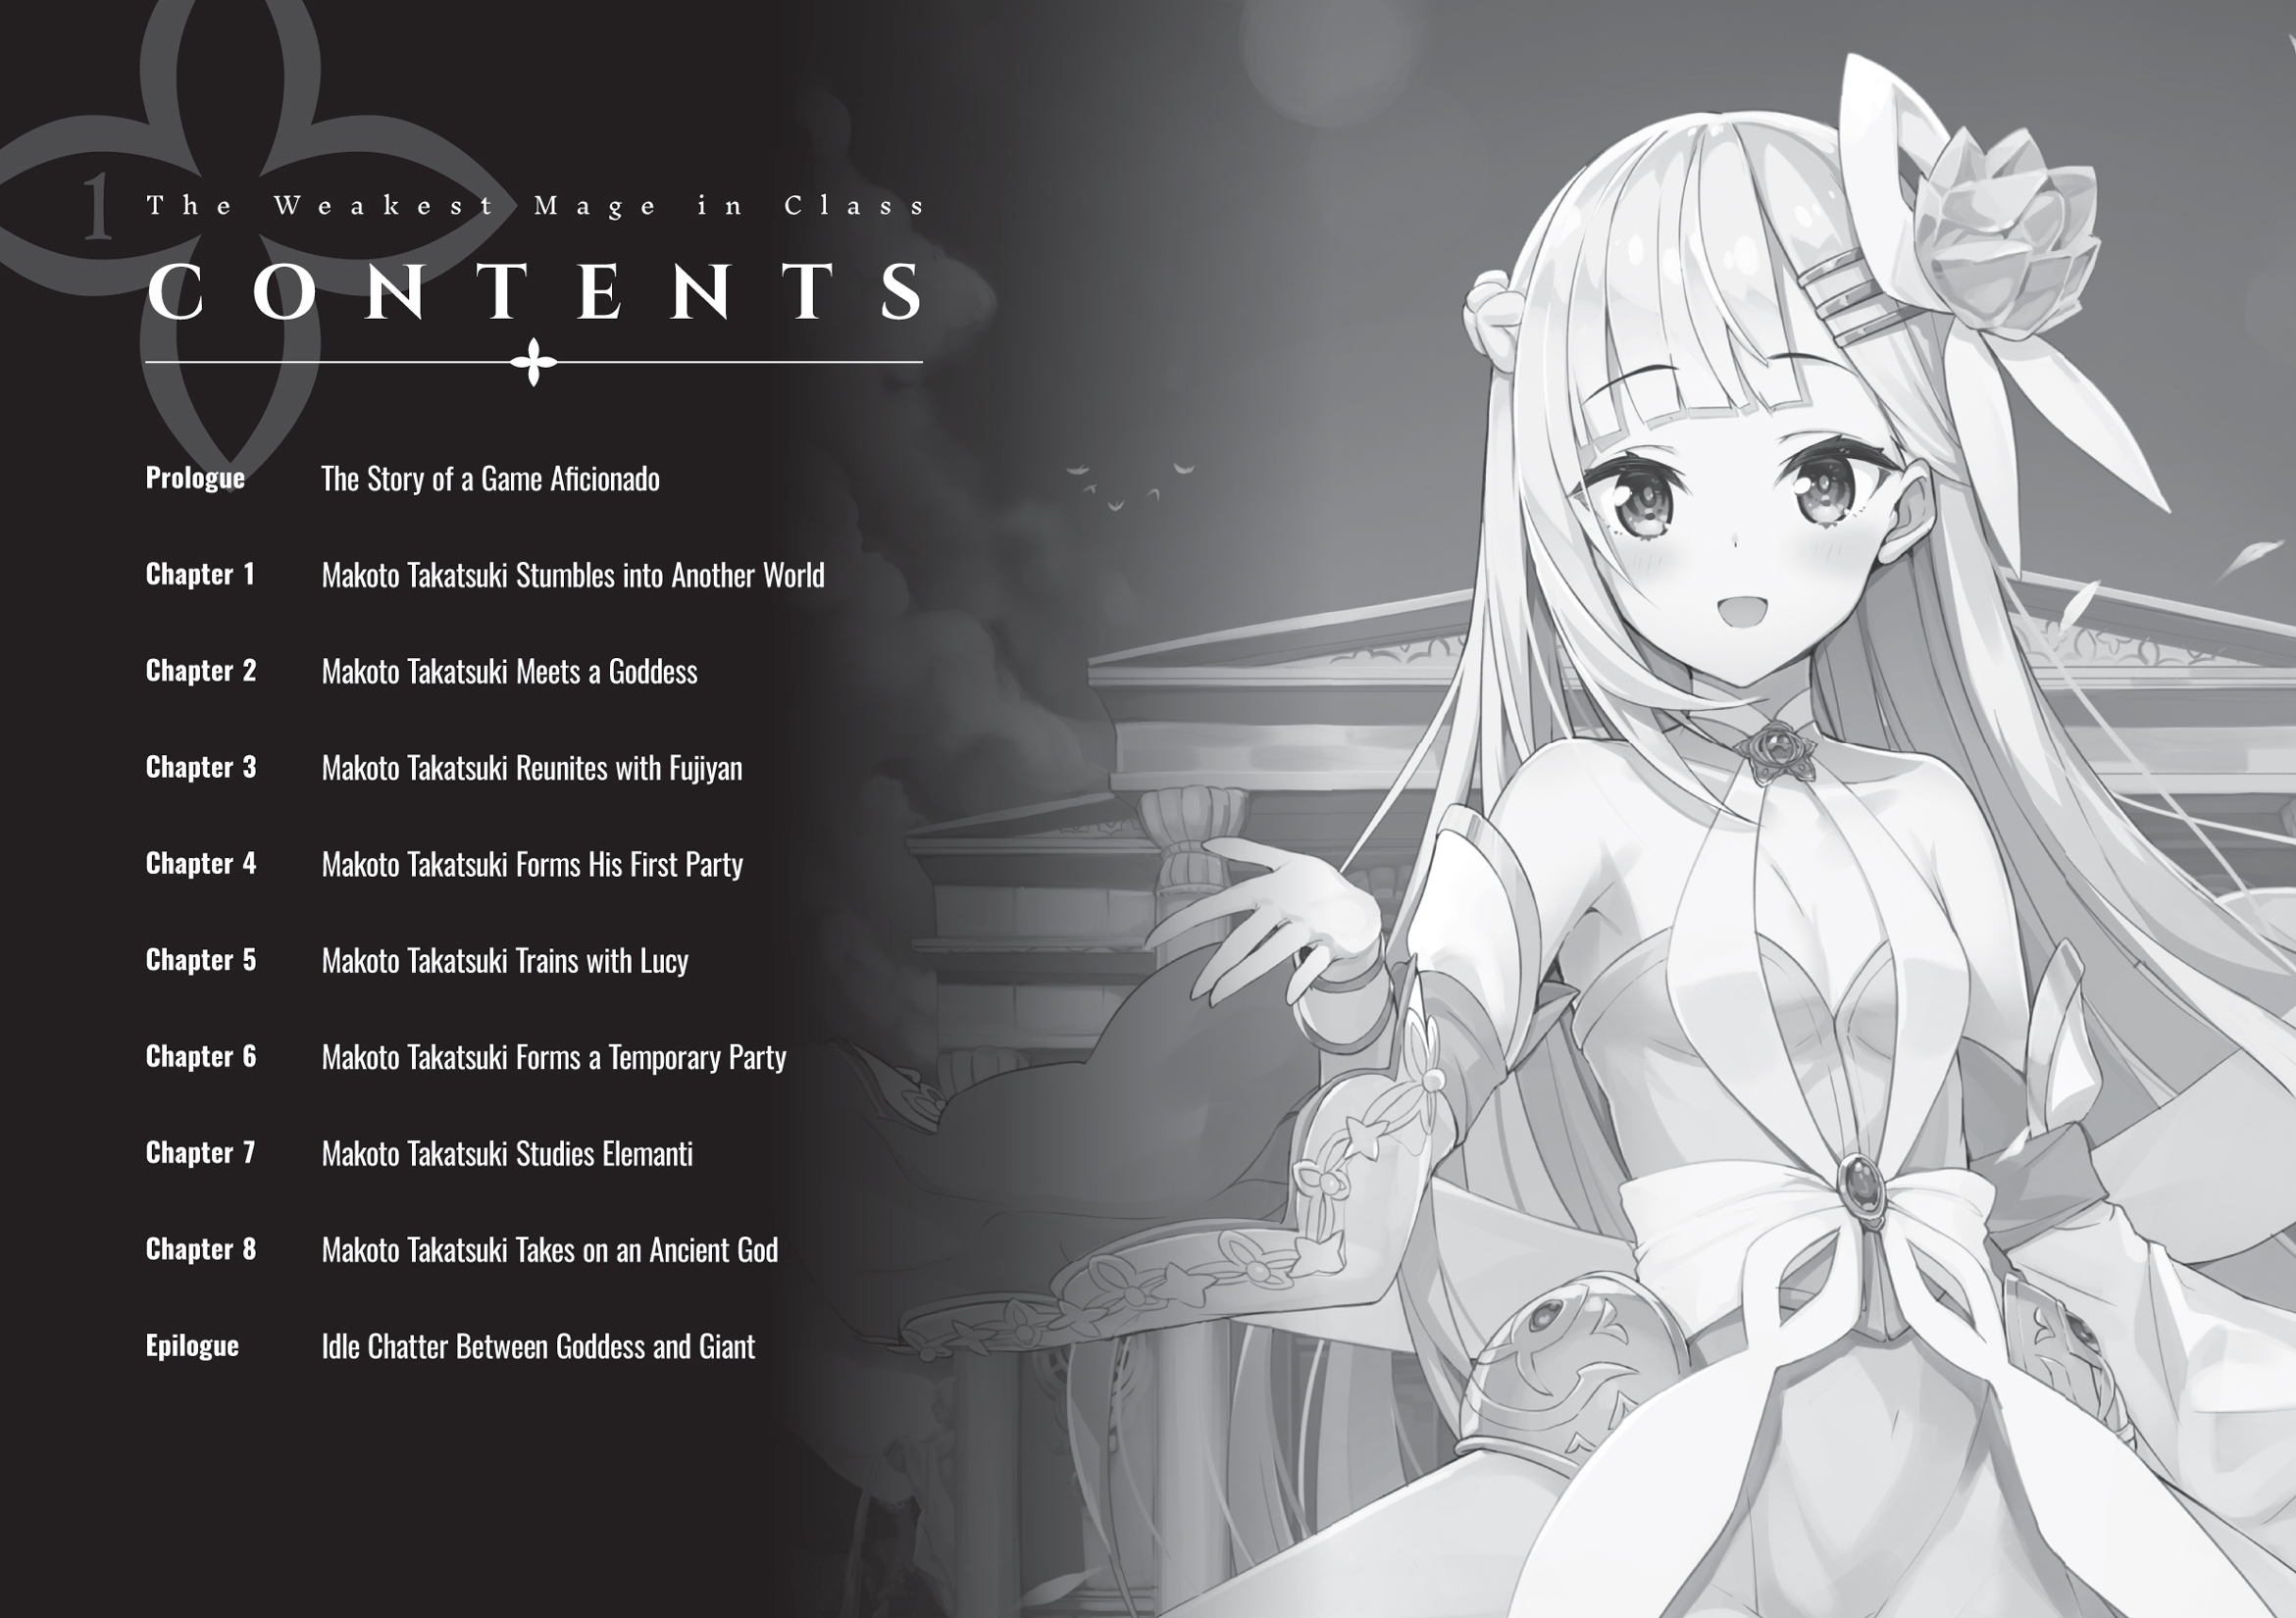 1 The Weakest Mage in Class
CONTENTS
Prologue The Story of a Game Aficionado
Chapter 1 Makoto Takatsuki Stumbles into Another World
Chapter 2 Makoto Takatsuki Meets a Goddess
Chapter 3 Makoto Takatsuki Reunites with Fujiyan
Chapter 4 Makoto Takatsuki Forms His First Party
Chapter 5 Makoto Takatsuki Trains with Lucy
Chapter 6 Makoto Takatsuki Forms a Temporary Party
Chapter 7 Makoto Takatsuki Studies Elemanti
Chapter 8 Makoto Takatsuki Takes on an Ancient God
Epilogue Idle Chatter Between Goddess and Giant